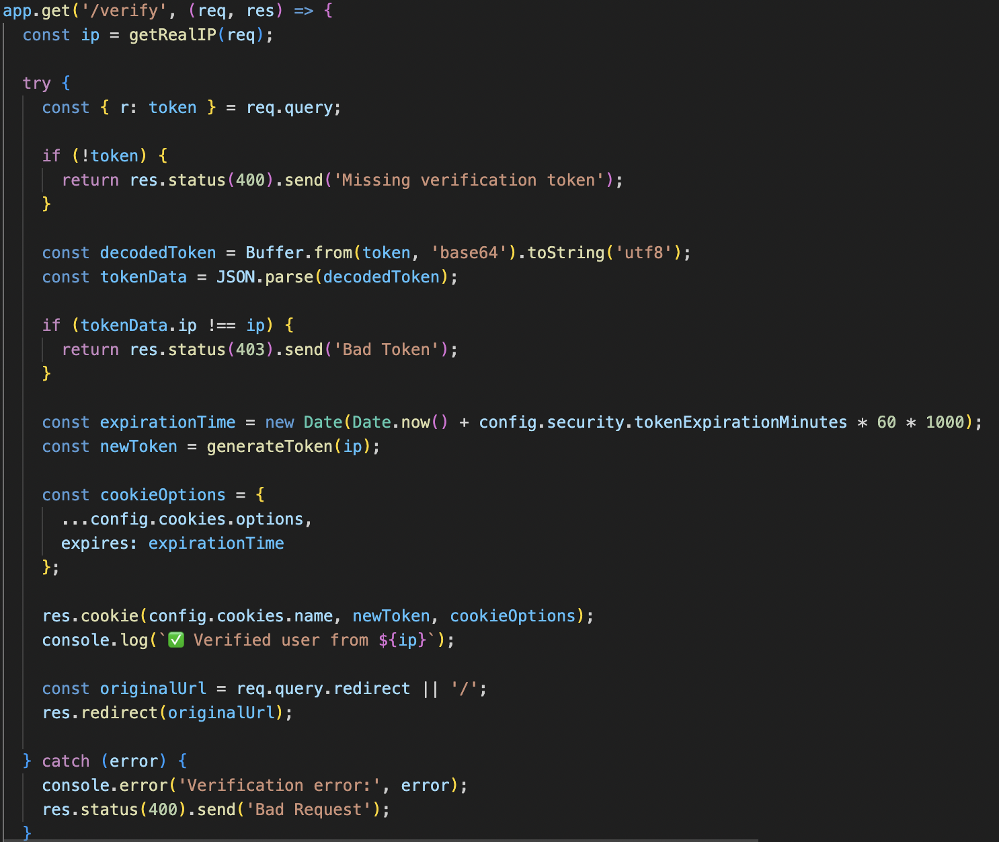 app.get('/verify', (req, res) => {
  const ip = getRealIP(req);

  try {
    const { r: token } = req.query;

    if (!token) {
      return res.status(400).send('Missing verification token');
    }

    const decodedToken = Buffer.from(token, 'base64').toString('utf8');
    const tokenData = JSON.parse(decodedToken);

    if (tokenData.ip !== ip) {
      return res.status(403).send('Bad Token');
    }

    const expirationTime = new Date(Date.now() + config.security.tokenExpirationMinutes * 60 * 1000);
    const newToken = generateToken(ip);

    const cookieOptions = {
      ...config.cookies.options,
      expires: expirationTime
    };

    res.cookie(config.cookies.name, newToken, cookieOptions);
    console.log(`✅ Verified user from ${ip}`);

    const originalUrl = req.query.redirect || '/';
    res.redirect(originalUrl);

  } catch (error) {
    console.error('Verification error:', error);
    res.status(400).send('Bad Request');
  }